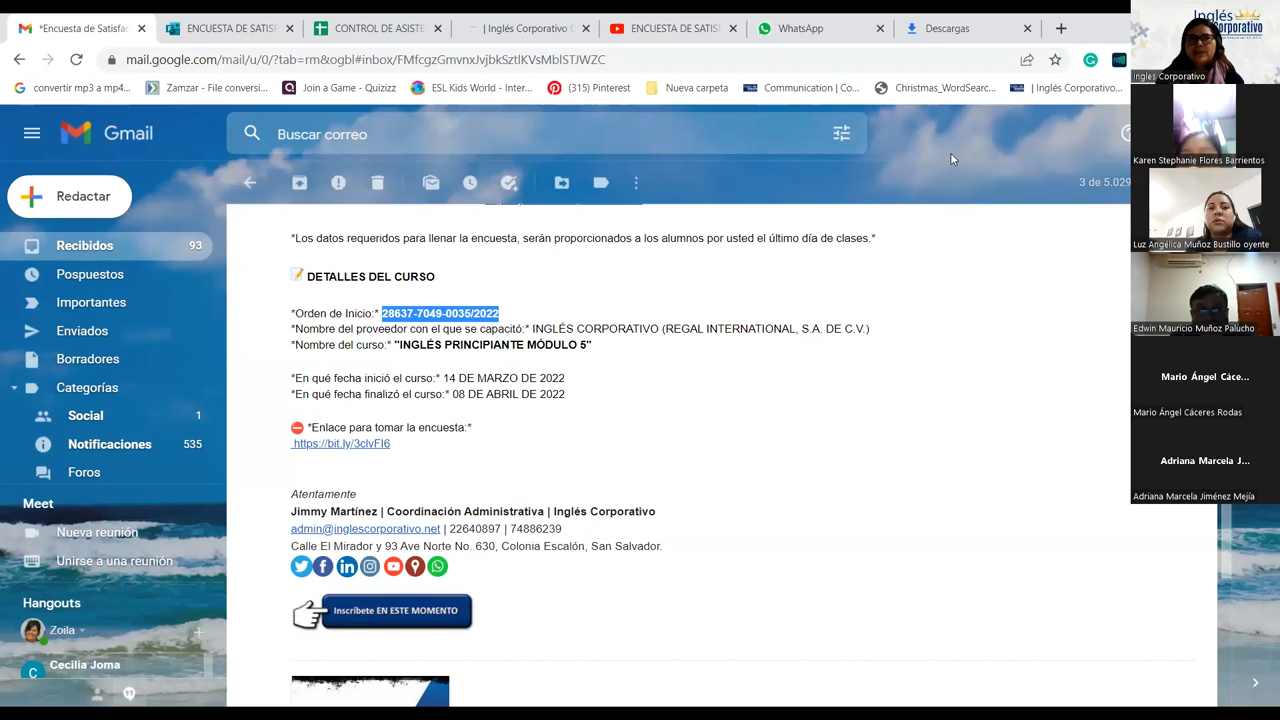 *Encuesta de Satisfac
ENCUESTA DE SATISF
CONTROL DE ASISTE
| Inglés Corporativo C
ENCUESTA DE SATIS
WhatsApp
Descargas
mail.google.com/mail/u/0/?tab=rm&ogbl#inbox/
convertir mp3 a mp4...
Zamzar - File conversi...
Join a Game - Quizizz
ESL Kids World - Inter...
(315) Pinterest
Nueva carpeta
Communication | Co...
Christmas_WordSearc...
| Inglés Corporativo...
Gmail
Buscar correo
Redactar
3 de 5.029
Recibidos 93
Pospuestos
Importantes
Enviados
Borradores
Categorías
Social 1
Notificaciones 535
Foros
Meet
Nueva reunión
Unirse a una reunión
Hangouts
Zoila
C Cecilia Joma
*Los datos requeridos para llenar la encuesta, serán proporcionados a los alumnos por usted el último día de clases.*
DETALLES DEL CURSO
*Orden de Inicio:* 28637-7049-0035/2022
*Nombre del proveedor con el que se capacitó:* INGLÉS CORPORATIVO (REGAL INTERNATIONAL, S.A. DE C.V.)
*Nombre del curso:* "INGLÉS PRINCIPIANTE MÓDULO 5"
*En qué fecha inició el curso:* 14 DE MARZO DE 2022
*En qué fecha finalizó el curso:* 08 DE ABRIL DE 2022
*Enlace para tomar la encuesta:*
https://bit.ly/3clvFI6
Atentamente
Jimmy Martínez | Coordinación Administrativa | Inglés Corporativo
admin@inglescorporativo.net | 22640897 | 74886239
Calle El Mirador y 93 Ave Norte No. 630, Colonia Escalón, San Salvador.
Inscríbete EN ESTE MOMENTO
Inglés
Corporativo
Ingles Corporativo
Karen Stephanie Flores Barrientos
Luz Angélica Muñoz Bustillo oyente
Edwin Mauricio Muñoz Palucho
Mario Ángel Cáce...
Mario Ángel Cáceres Rodas
Adriana Marcela J...
Adriana Marcela Jiménez Mejía